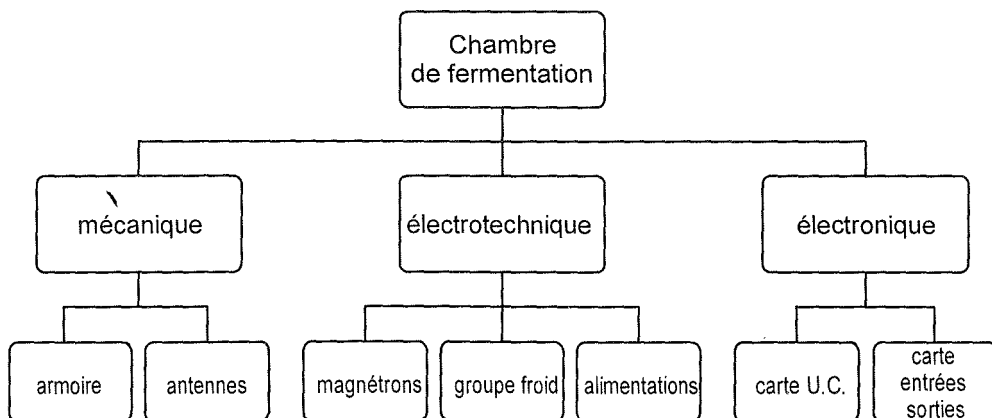 Chambre
de fermentation
mécanique
électrotechnique
électronique
armoire
antennes
magnétrons
groupe froid
alimentations
carte U.C.
carte
entrées
sorties